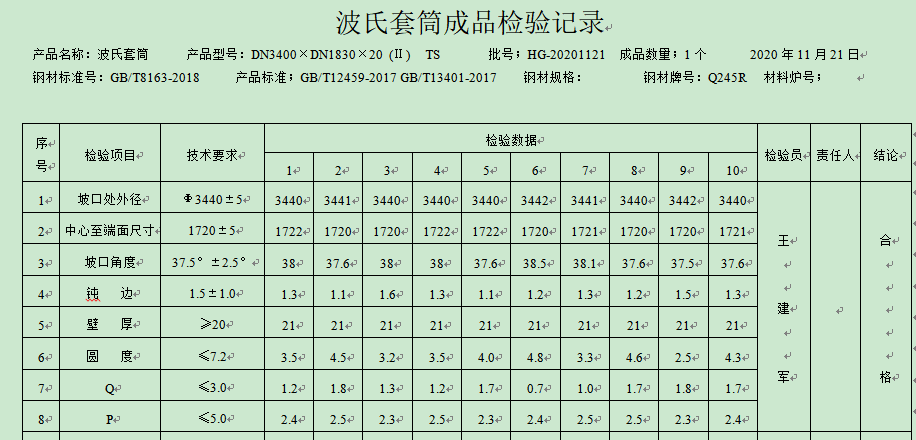 波氏套筒成品检验记录
产品名称：波氏套筒 产品型号：DN3400×DN1830×20 (Ⅱ) TS 批号；HG-20201121 成品数量；1 个 2020 年 11 月 21 日
钢材标准号：GB/T8163-2018 产品标准；GB/T12459-2017 GB/T13401-2017 钢材规格： 钢材牌号：Q245R 材料炉号；
序号 检验项目 技术要求 检验数据 检验员 责任人 结论
1 2 3 4 5 6 7 8 9 10
1 坡口处外径 Φ3440±5 3440 3441 3440 3440 3440 3442 3441 3440 3442 3440
2 中心至端面尺寸 1720±5 1722 1720 1720 1722 1722 1720 1721 1720 1720 1721
3 坡口角度 37.5°±2.5° 38 37.6 38 38 37.6 38.5 38.1 37.6 37.5 37.6
4 钝 边 1.5±1.0 1.3 1.1 1.6 1.3 1.1 1.2 1.3 1.2 1.5 1.3
5 壁 厚 ≥20 21 21 21 21 21 21 21 21 21 21
6 圆 度 ≤7.2 3.5 4.5 3.2 3.5 4.0 4.8 3.3 4.6 2.5 4.3
7 Q ≤3.0 1.2 1.8 1.3 1.2 1.7 0.7 1.0 1.7 1.8 1.7
8 P ≤5.0 2.4 2.5 2.3 2.5 2.3 2.4 2.5 2.5 2.3 2.4
王建军
合格